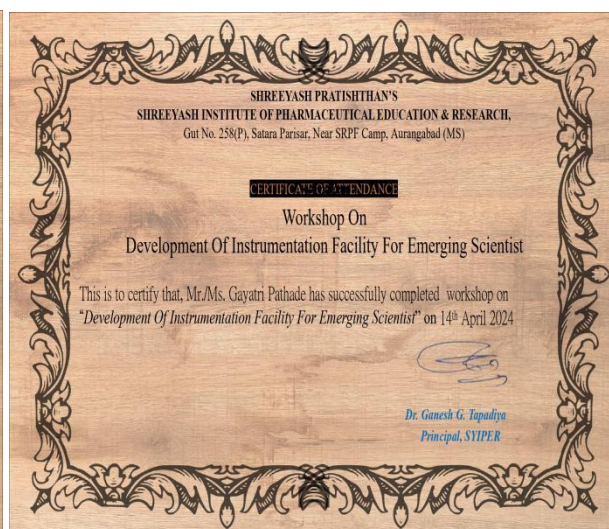 SHREEYASH PRATISHTHAN'S
SHREEYASH INSTITUTE OF PHARMACEUTICAL EDUCATION & RESEARCH,
Gut No. 258(P), Satara Parisar, Near SRPF Camp, Aurangabad (MS)
CERTIFICATE OF ATTENDANCE
Workshop On
Development Of Instrumentation Facility For Emerging Scientist
This is to certify that, Mr./Ms. Gayatri Pathade has successfully completed workshop on
"Development Of Instrumentation Facility For Emerging Scientist" on 14th April 2024
Dr. Ganesh G. Tapadiya
Principal, SYIPER